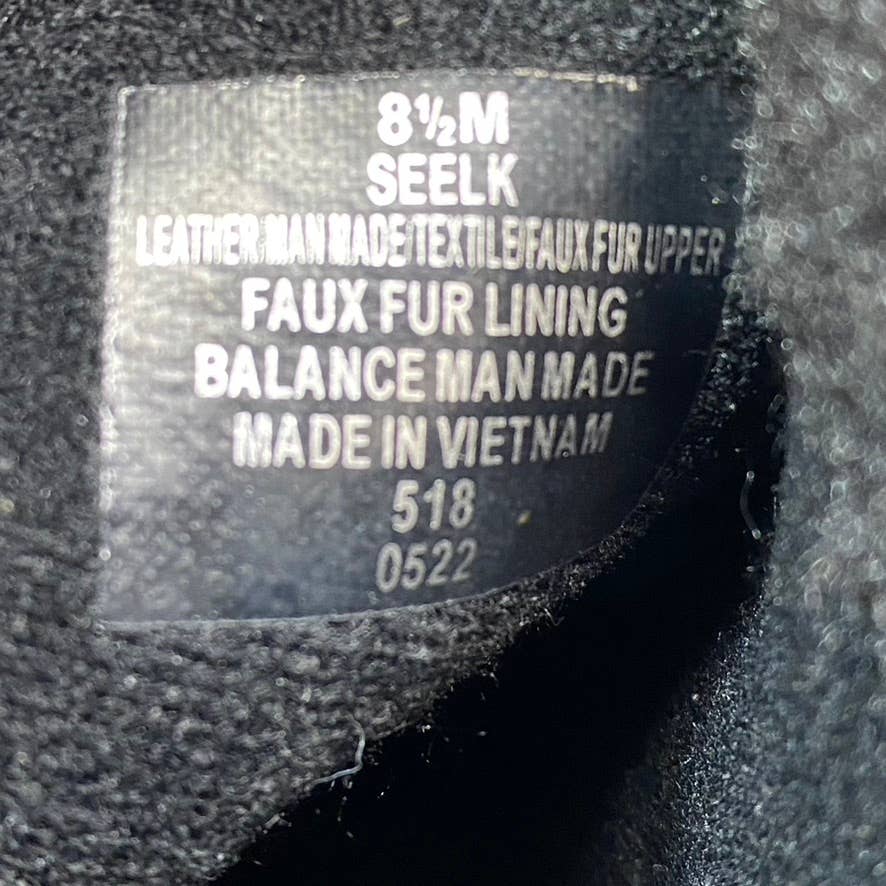 8½M
SEELK
LEATHER/MAN MADE/TEXTILE/FAUX FUR UPPER
FAUX FUR LINING
BALANCE MAN MADE
MADE IN VIETNAM
518
0522